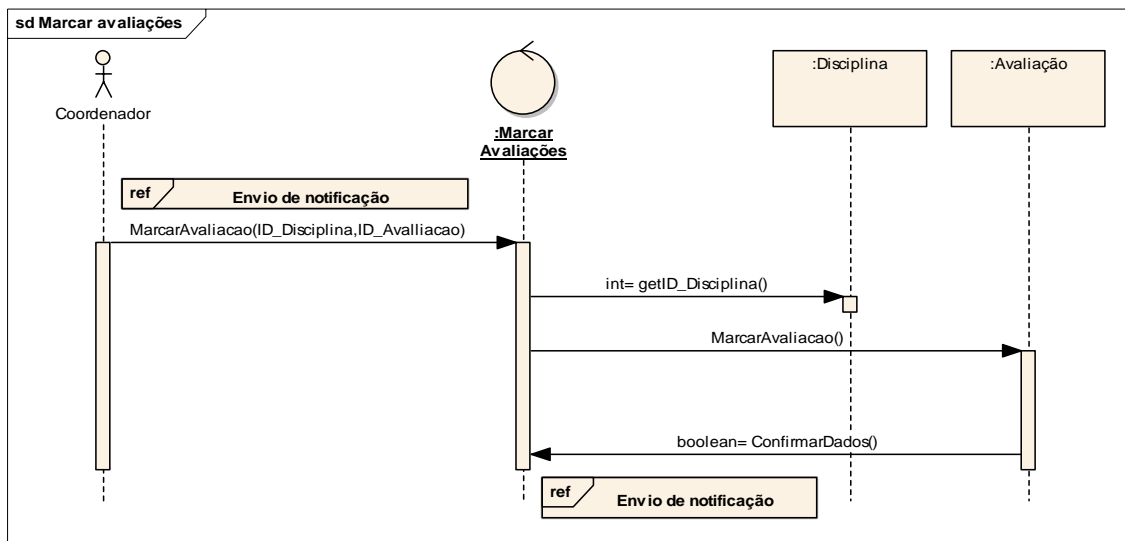 sd Marcar avaliações
Coordenador
:Marcar
Avaliações
:Disciplina
:Avaliação
ref
Envio de notificação
MarcarAvaliacao(ID_Disciplina,ID_Avalliacao)
int= getID_Disciplina()
MarcarAvaliacao()
boolean= ConfirmarDados()
ref
Envio de notificação